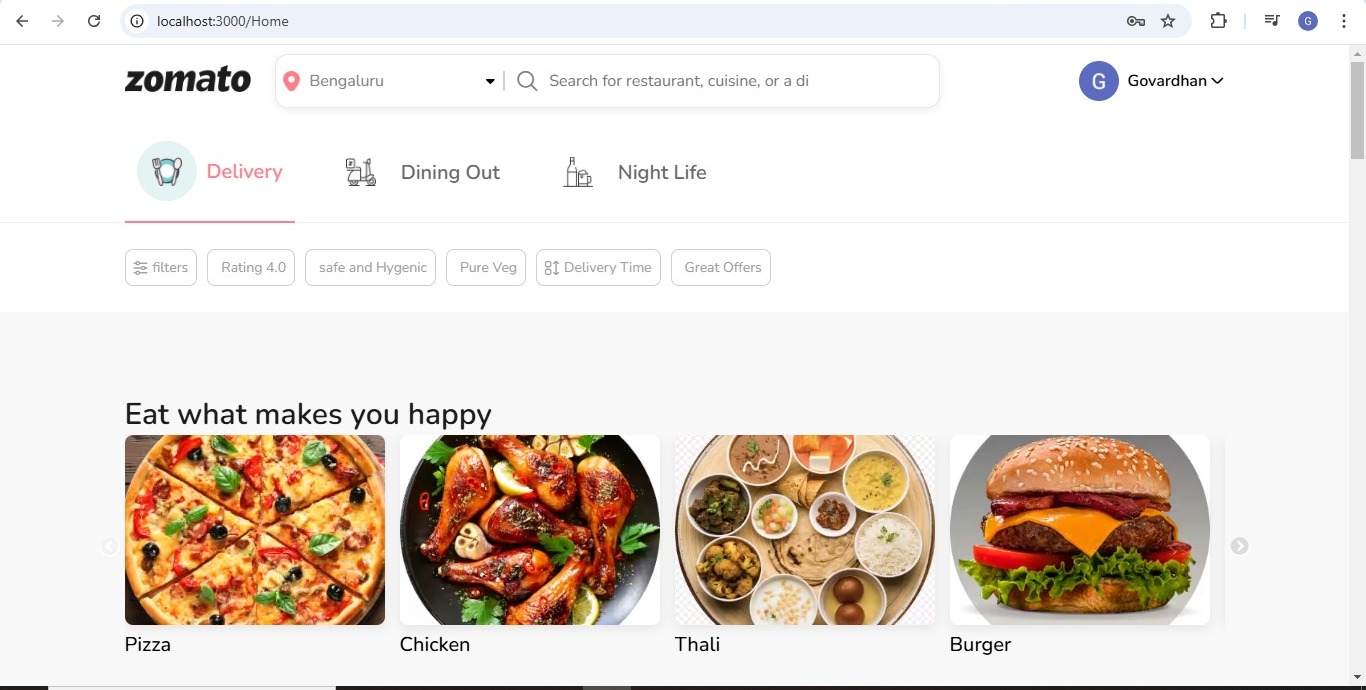 localhost:3000/Home
G
zomato
Bengaluru
Search for restaurant, cuisine, or a di
G
Govardhan
Delivery
Dining Out
Night Life
filters
Rating 4.0
safe and Hygenic
Pure Veg
Delivery Time
Great Offers
Eat what makes you happy
Pizza
Chicken
Thali
Burger